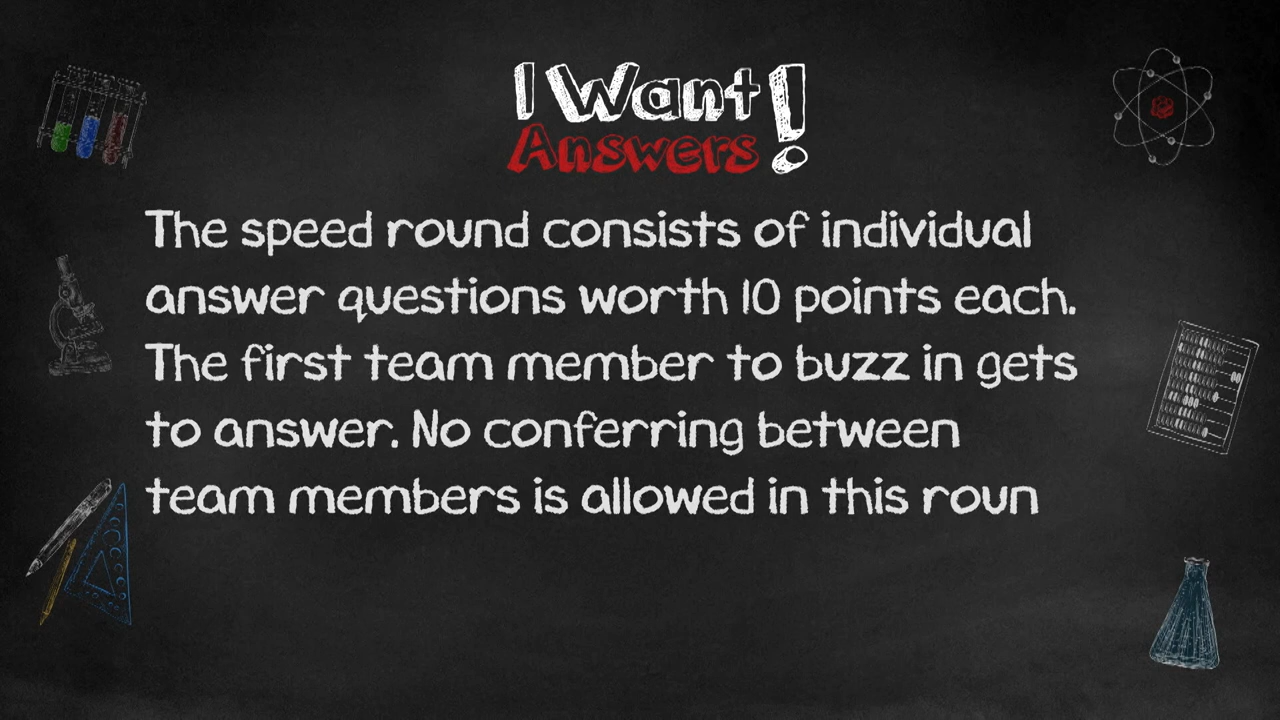 I Want!
Answers
The speed round consists of individual
answer questions worth 10 points each.
The first team member to buzz in gets
to answer. No conferring between
team members is allowed in this roun